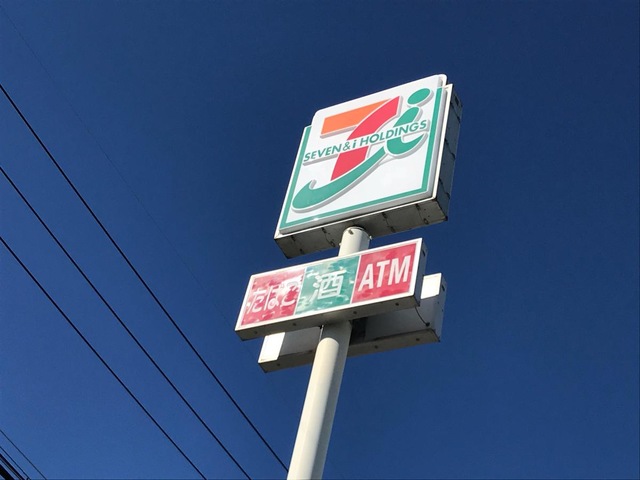 SEVEN&i HOLDINGS
たばこ 酒 ATM